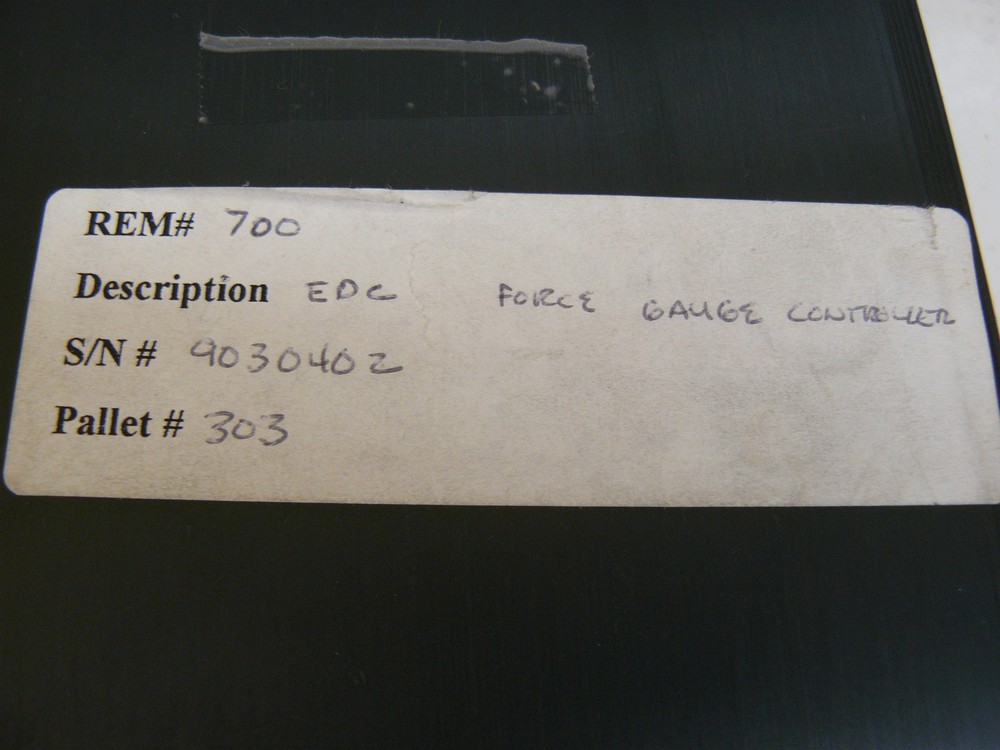 REM# 700
Description EDC FORCE GAUGE CONTROLLER
S/N # 9030402
Pallet # 303